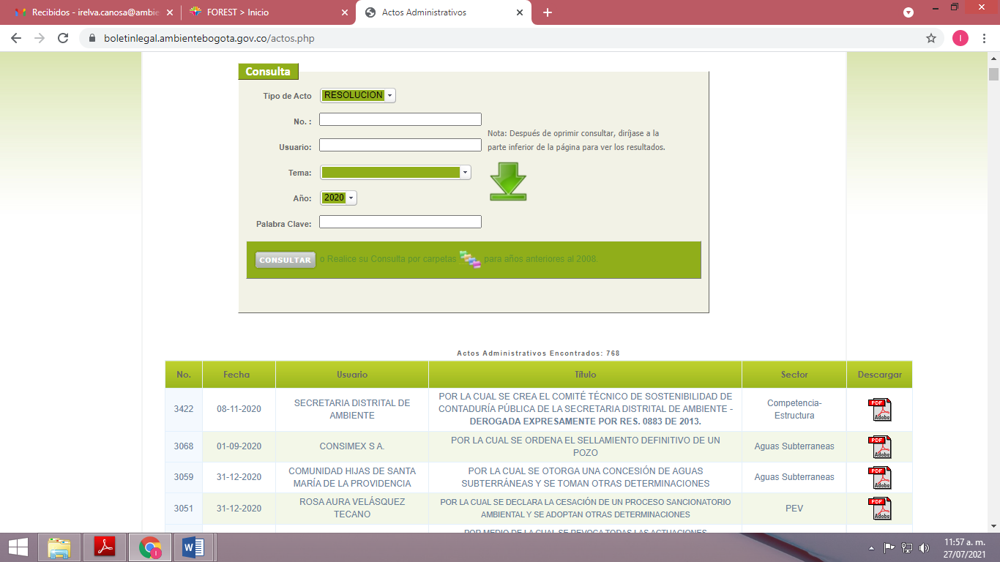 Recibidos - irelva.canosa@ambie
FOREST > Inicio
Actos Administrativos
boletinlegal.ambientebogota.gov.co/actos.php
I
Consulta
Tipo de Acto RESOLUCION
No. :
Usuario:
Nota: Después de oprimir consultar, diríjase a la
parte inferior de la página para ver los resultados.
Tema:
Año: 2020
Palabra Clave:
CONSULTAR o Realice su Consulta por carpetas para años anteriores al 2008.
Actos Administrativos Encontrados: 768
No. Fecha Usuario Título Sector Descargar
3422 08-11-2020 SECRETARIA DISTRITAL DE
AMBIENTE
POR LA CUAL SE CREA EL COMITÉ TÉCNICO DE SOSTENIBILIDAD DE
CONTADURÍA PÚBLICA DE LA SECRETARIA DISTRITAL DE AMBIENTE -
DEROGADA EXPRESAMENTE POR RES. 0883 DE 2013.
Competencia-
Estructura
PDF
Adobe
3068 01-09-2020 CONSIMEX S A.
POR LA CUAL SE ORDENA EL SELLAMIENTO DEFINITIVO DE UN
POZO
Aguas Subterraneas
PDF
Adobe
3059 31-12-2020 COMUNIDAD HIJAS DE SANTA
MARÍA DE LA PROVIDENCIA
POR LA CUAL SE OTORGA UNA CONCESIÓN DE AGUAS
SUBTERRÁNEAS Y SE TOMAN OTRAS DETERMINACIONES
Aguas Subterraneas
PDF
Adobe
3051 31-12-2020 ROSA AURA VELÁSQUEZ
TECANO
POR LA CUAL SE DECLARA LA CESACIÓN DE UN PROCESO SANCIONATORIO
AMBIENTAL Y SE ADOPTAN OTRAS DETERMINACIONES
PEV
PDF
Adobe
POR MEDIO DE LA CUAL SE REVOCA TODAS LAS ACTUACIONES
I
W
11:57 a. m.
27/07/2021